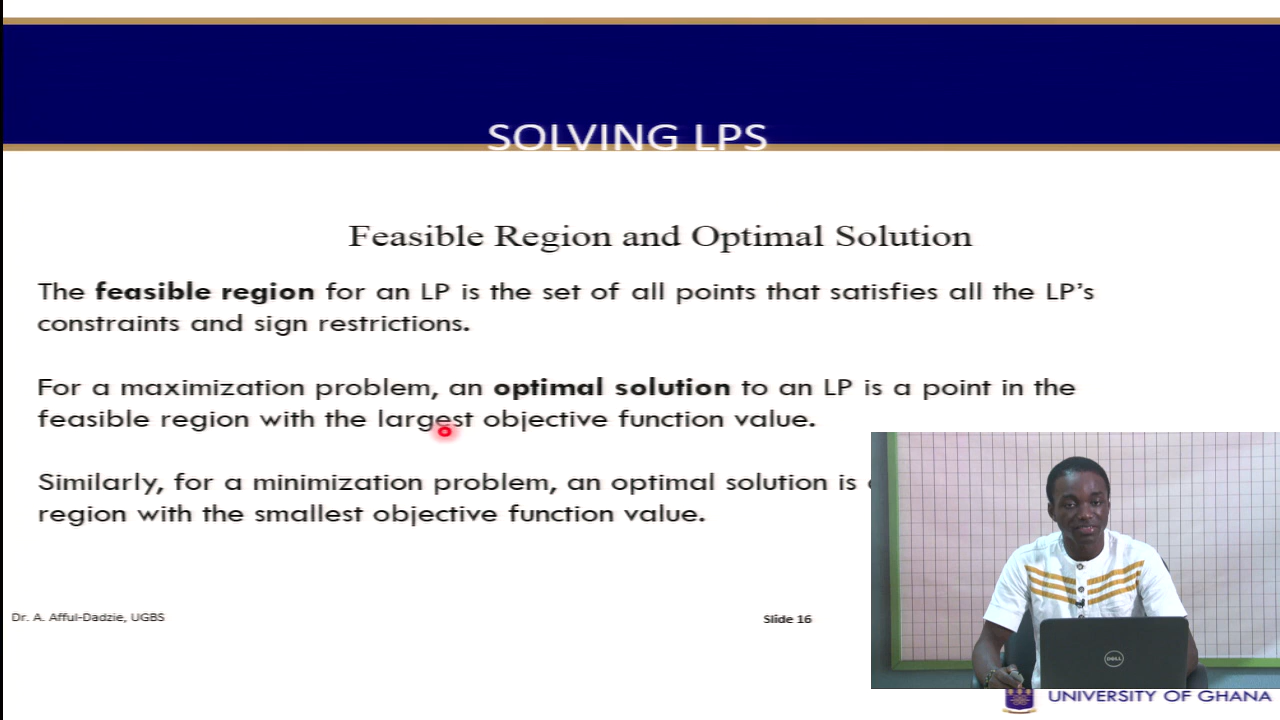 SOLVING LPS
Feasible Region and Optimal Solution
The feasible region for an LP is the set of all points that satisfies all the LP's
constraints and sign restrictions.
For a maximization problem, an optimal solution to an LP is a point in the
feasible region with the largest objective function value.
Similarly, for a minimization problem, an optimal solution is
region with the smallest objective function value.
Dr. A. Afful-Dadzie, UGBS
Slide 16
DELL
UNIVERSITY OF GHANA